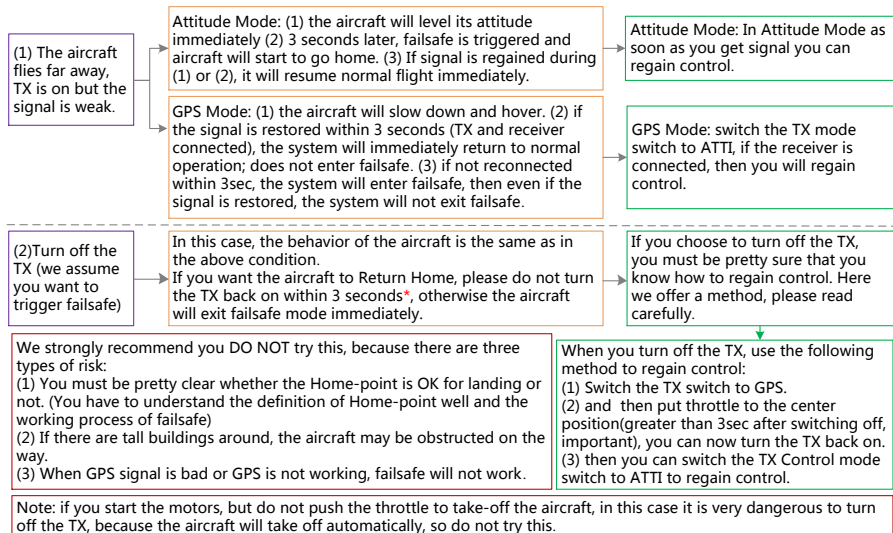 (1) The aircraft
flies far away,
TX is on but the
signal is weak.
Attitude Mode: (1) the aircraft will level its attitude
immediately (2) 3 seconds later, failsafe is triggered and
aircraft will start to go home. (3) If signal is regained during
(1) or (2), it will resume normal flight immediately.
Attitude Mode: In Attitude Mode as
soon as you get signal you can
regain control.
GPS Mode: (1) the aircraft will slow down and hover. (2) if
the signal is restored within 3 seconds (TX and receiver
connected), the system will immediately return to normal
operation; does not enter failsafe. (3) if not reconnected
within 3sec, the system will enter failsafe, then even if the
signal is restored, the system will not exit failsafe.
GPS Mode: switch the TX mode
switch to ATTI, if the receiver is
connected, then you will regain
control.
(2)Turn off the
TX (we assume
you want to
trigger failsafe)
In this case, the behavior of the aircraft is the same as in
the above condition.
If you want the aircraft to Return Home, please do not turn
the TX back on within 3 seconds*, otherwise the aircraft
will exit failsafe mode immediately.
If you choose to turn off the TX,
you must be pretty sure that you
know how to regain control. Here
we offer a method, please read
carefully.
We strongly recommend you DO NOT try this, because there are three
types of risk:
(1) You must be pretty clear whether the Home-point is OK for landing or
not. (You have to understand the definition of Home-point well and the
working process of failsafe)
(2) If there are tall buildings around, the aircraft may be obstructed on the
way.
(3) When GPS signal is bad or GPS is not working, failsafe will not work.
When you turn off the TX, use the following
method to regain control:
(1) Switch the TX switch to GPS.
(2) and then put throttle to the center
position(greater than 3sec after switching off,
important), you can now turn the TX back on.
(3) then you can switch the TX Control mode
switch to ATTI to regain control.
Note: if you start the motors, but do not push the throttle to take-off the aircraft, in this case it is very dangerous to turn
off the TX, because the aircraft will take off automatically, so do not try this.